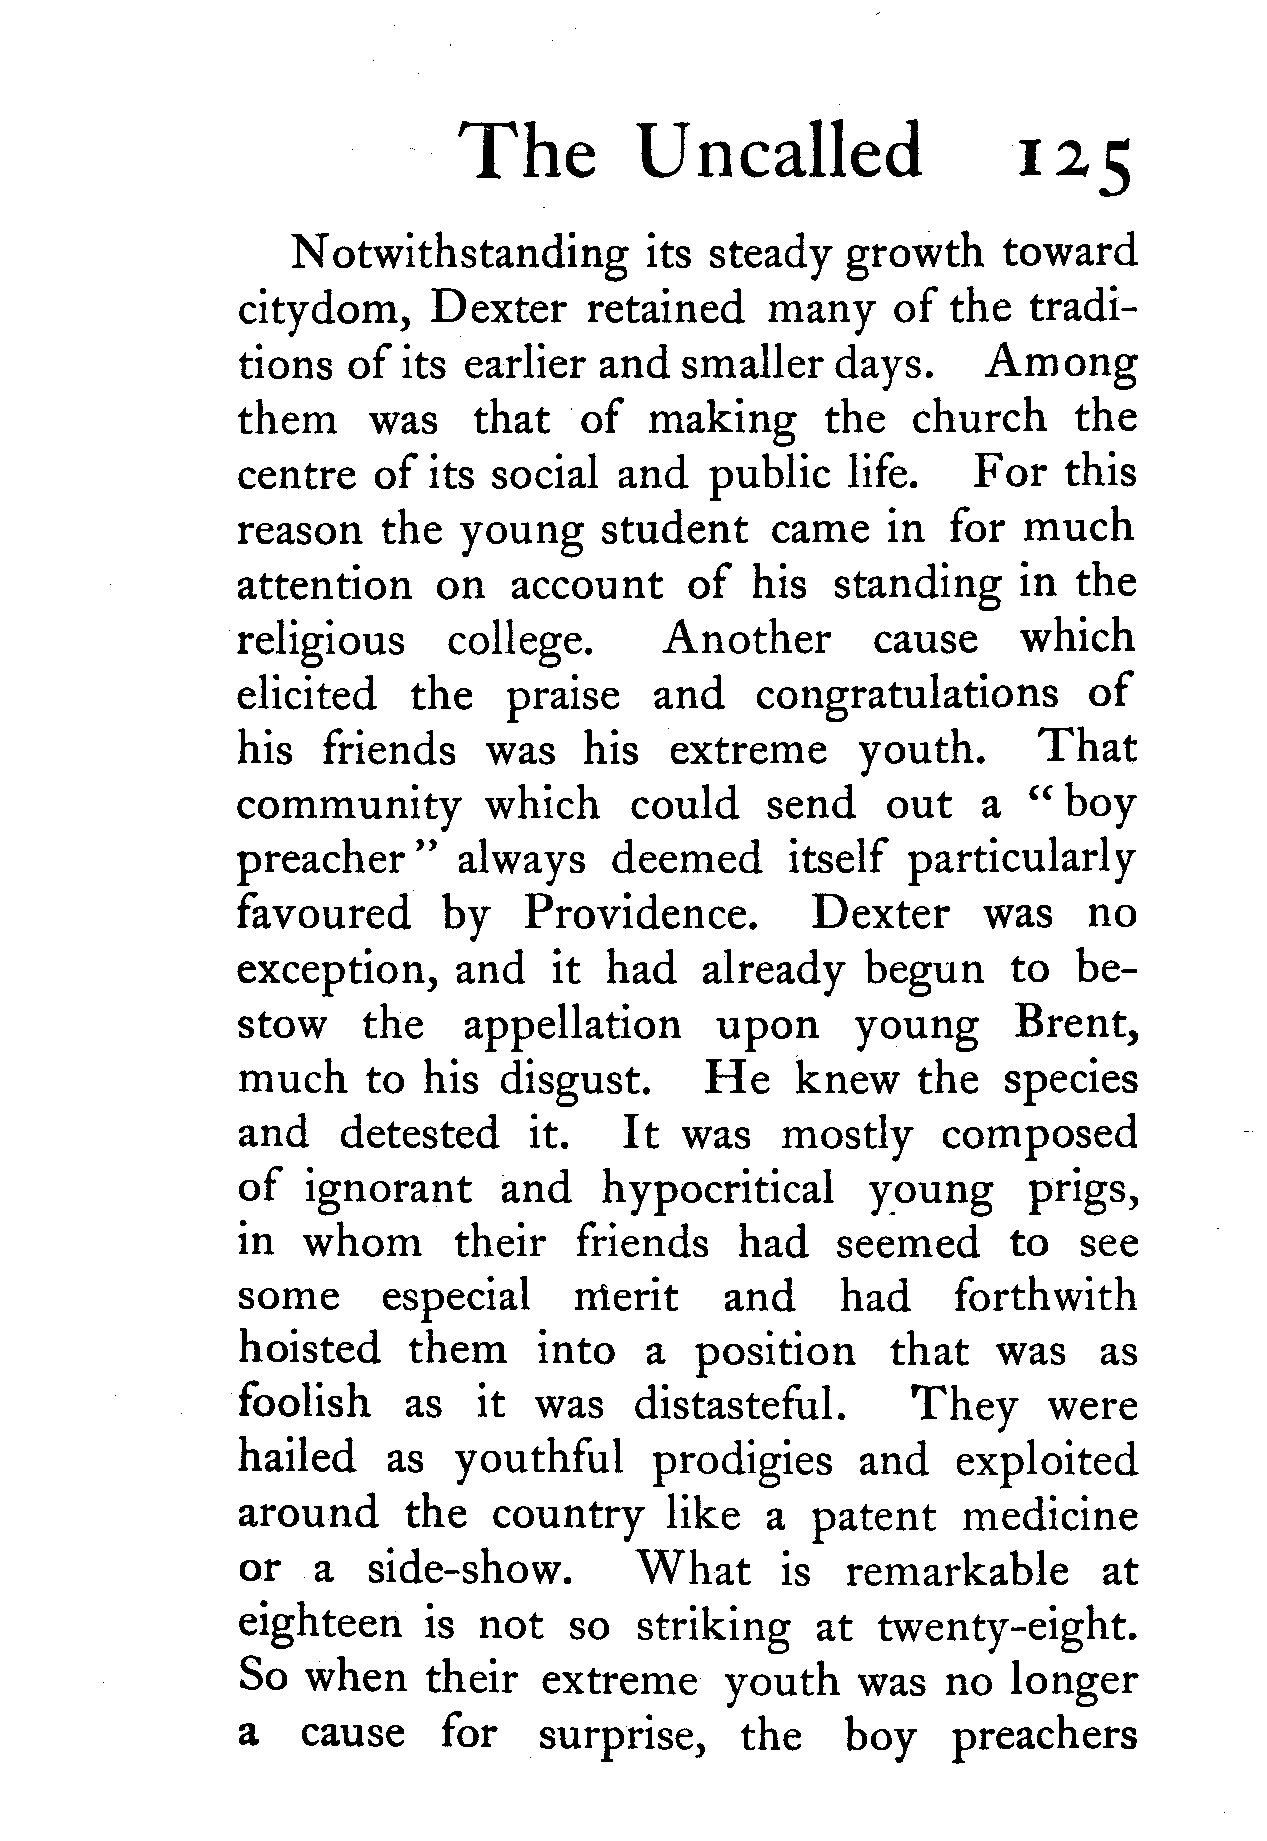 The Uncalled 125
Notwithstanding its steady growth toward
citydom, Dexter retained many of the tradi-
tions of its earlier and smaller days. Among
them was that of making the church the
centre of its social and public life. For this
reason the young student came in for much
attention on account of his standing in the
religious college. Another cause which
elicited the praise and congratulations of
his friends was his extreme youth. That
community which could send out a “boy
preacher” always deemed itself particularly
favoured by Providence. Dexter was no
exception, and it had already begun to be-
stow the appellation upon young Brent,
much to his disgust. He knew the species
and detested it. It was mostly composed
of ignorant and hypocritical young prigs,
in whom their friends had seemed to see
some especial merit and had forthwith
hoisted them into a position that was as
foolish as it was distasteful. They were
hailed as youthful prodigies and exploited
around the country like a patent medicine
or a side-show. What is remarkable at
eighteen is not so striking at twenty-eight.
So when their extreme youth was no longer
a cause for surprise, the boy preachers